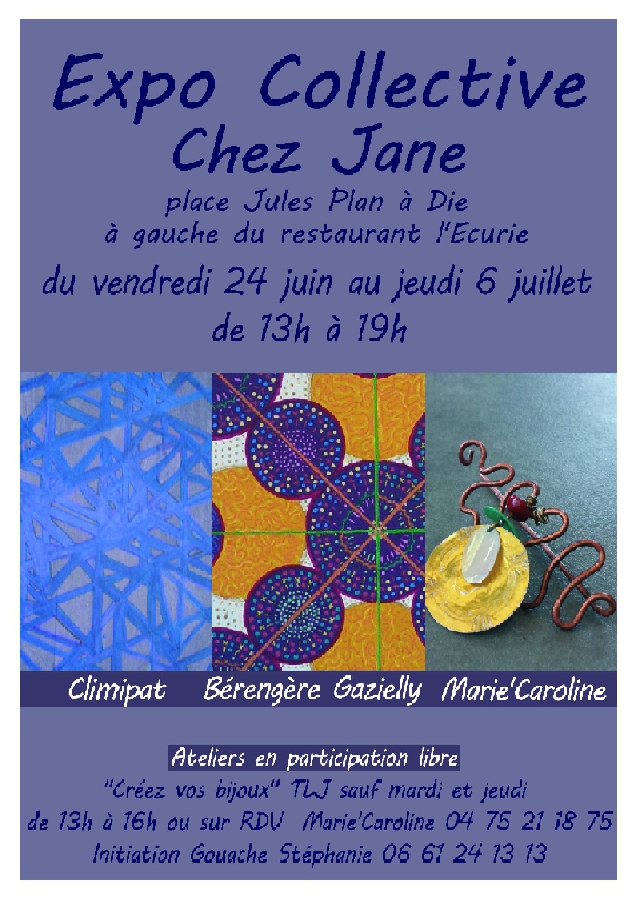 Expo Collective
Chez Jane
place Jules Plan à Die
à gauche du restaurant l'Ecurie
du vendredi 24 juin au jeudi 6 juillet
de 13h à 19h
Climipat Bérengère Gazielly Marie'Caroline
Ateliers en participation libre
"Créez vos bijoux" TLJ sauf mardi et jeudi
de 13h à 16h ou sur RDV Marie'Caroline 04 75 21 18 75
Initiation Gouache Stéphanie 06 61 24 13 13